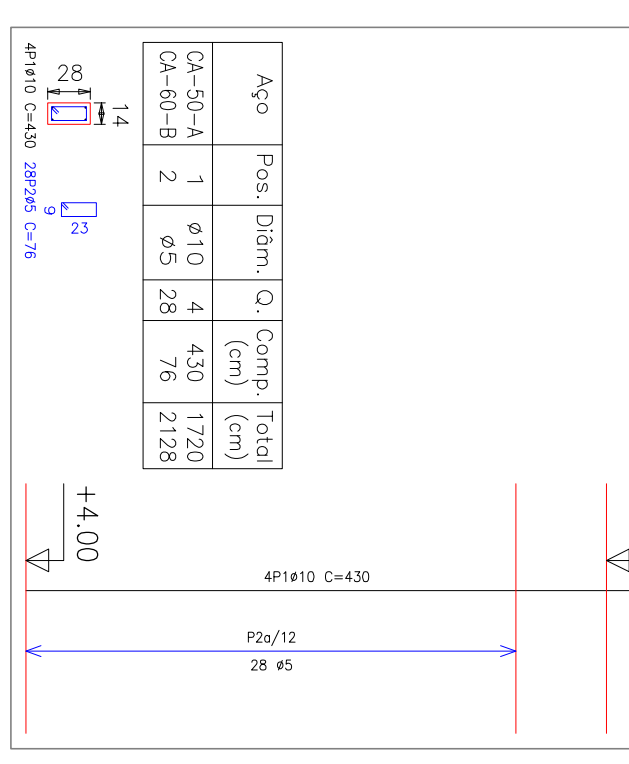 4P1ø10 C=430
28
14
28P2ø5 C=76
9
23
Aço Pos. Diâm. Q. Comp. (cm) Total (cm)
CA-50-A 1 ø10 4 430 1720
CA-60-B 2 ø5 28 76 2128
+4.00
4P1ø10 C=430
P2a/12
28 ø5